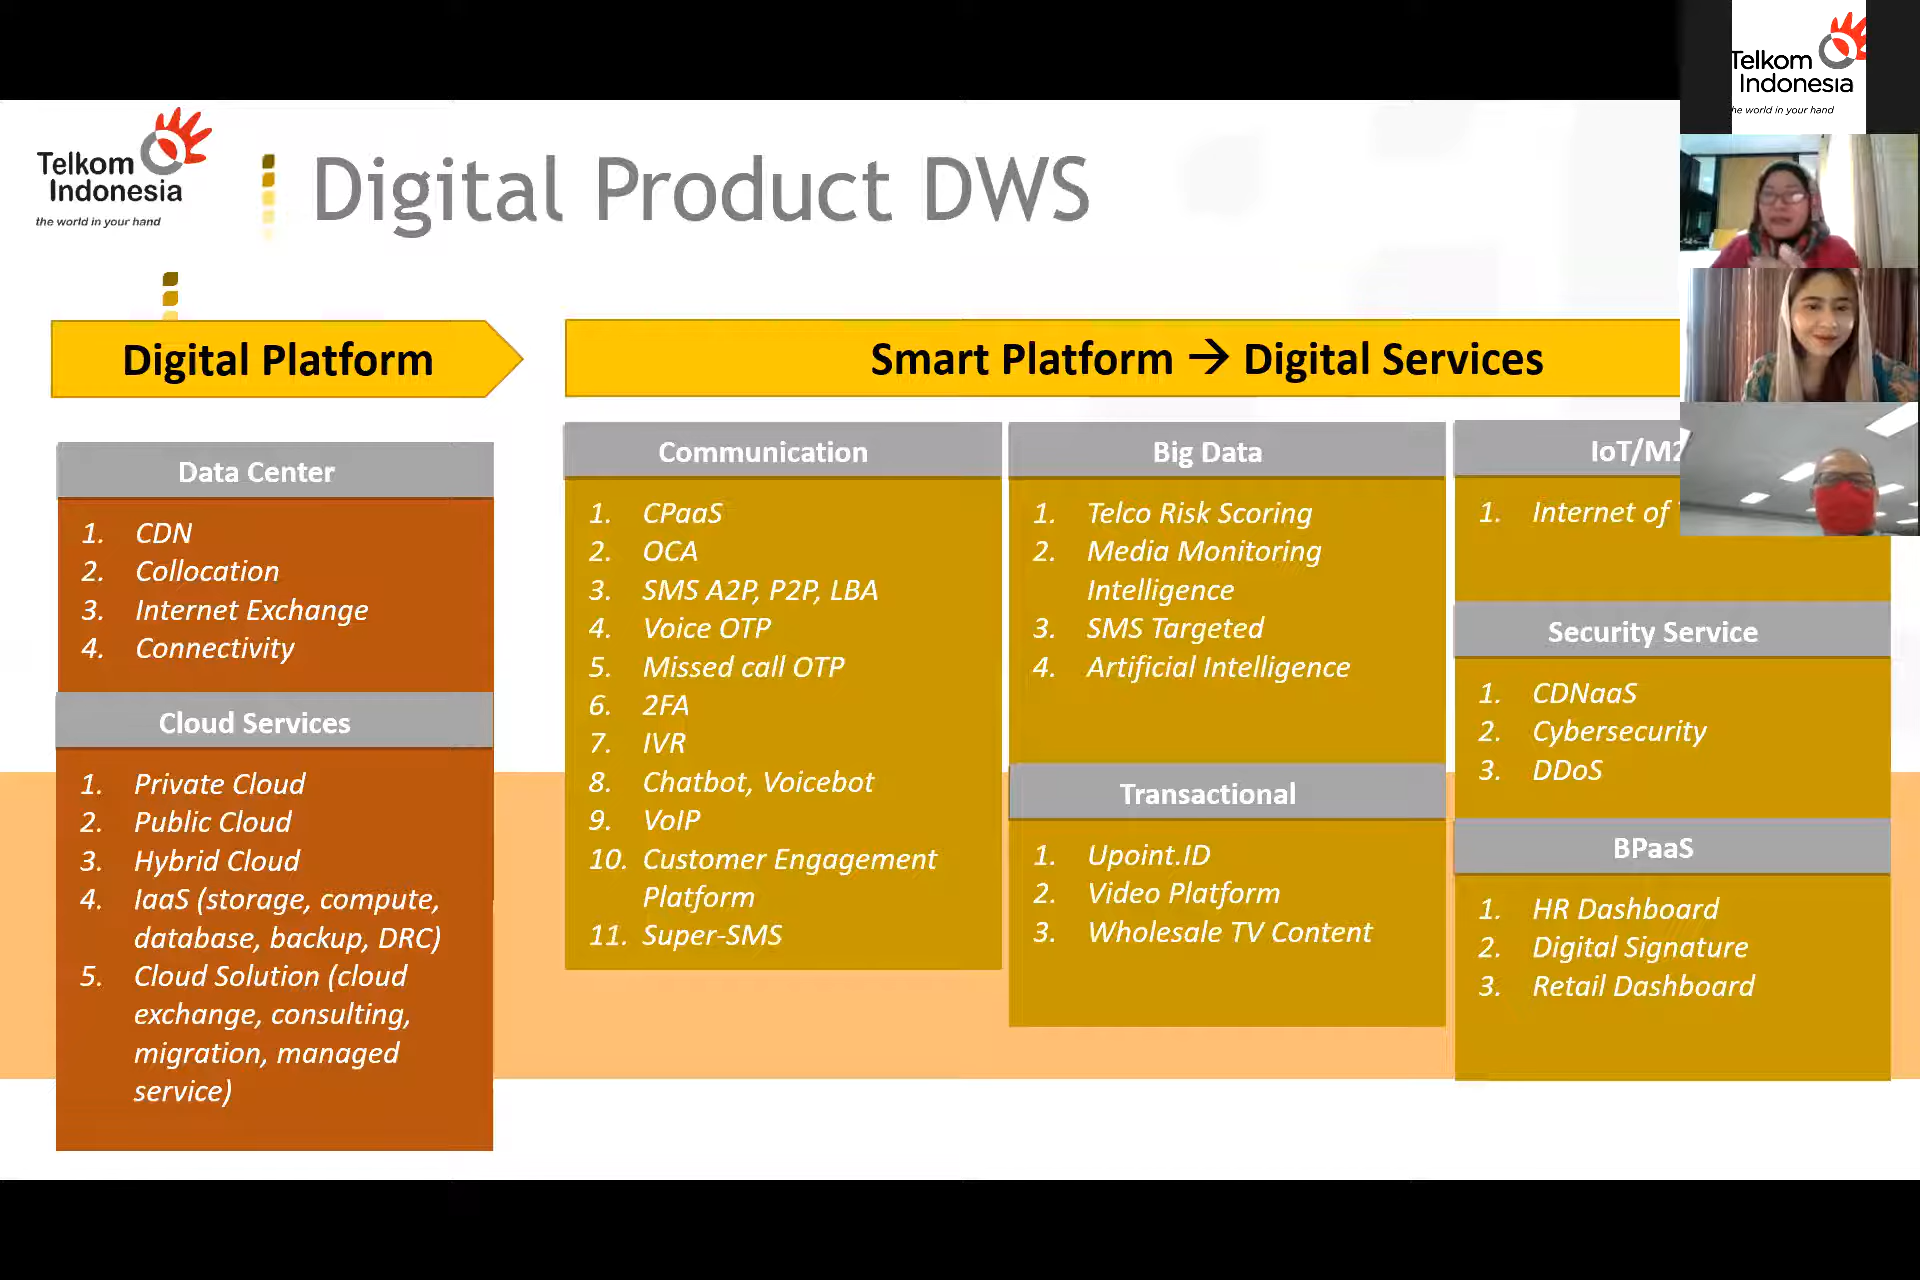 Telkom
Indonesia
the world in your hand
Digital Product DWS
Telkom
Indonesia
he world in your hand
Digital Platform
Smart Platform → Digital Services
Data Center
1. CDN
2. Collocation
3. Internet Exchange
4. Connectivity
Cloud Services
1. Private Cloud
2. Public Cloud
3. Hybrid Cloud
4. IaaS (storage, compute,
database, backup, DRC)
5. Cloud Solution (cloud
exchange, consulting,
migration, managed
service)
Communication
1. CPaaS
2. OCA
3. SMS A2P, P2P, LBA
4. Voice OTP
5. Missed call OTP
6. 2FA
7. IVR
8. Chatbot, Voicebot
9. VoIP
10. Customer Engagement
Platform
11. Super-SMS
Big Data
1. Telco Risk Scoring
2. Media Monitoring
Intelligence
3. SMS Targeted
4. Artificial Intelligence
Transactional
1. Upoint.ID
2. Video Platform
3. Wholesale TV Content
IoT/M2
1. Internet of
Security Service
1. CDNaaS
2. Cybersecurity
3. DDoS
BPaaS
1. HR Dashboard
2. Digital Signature
3. Retail Dashboard